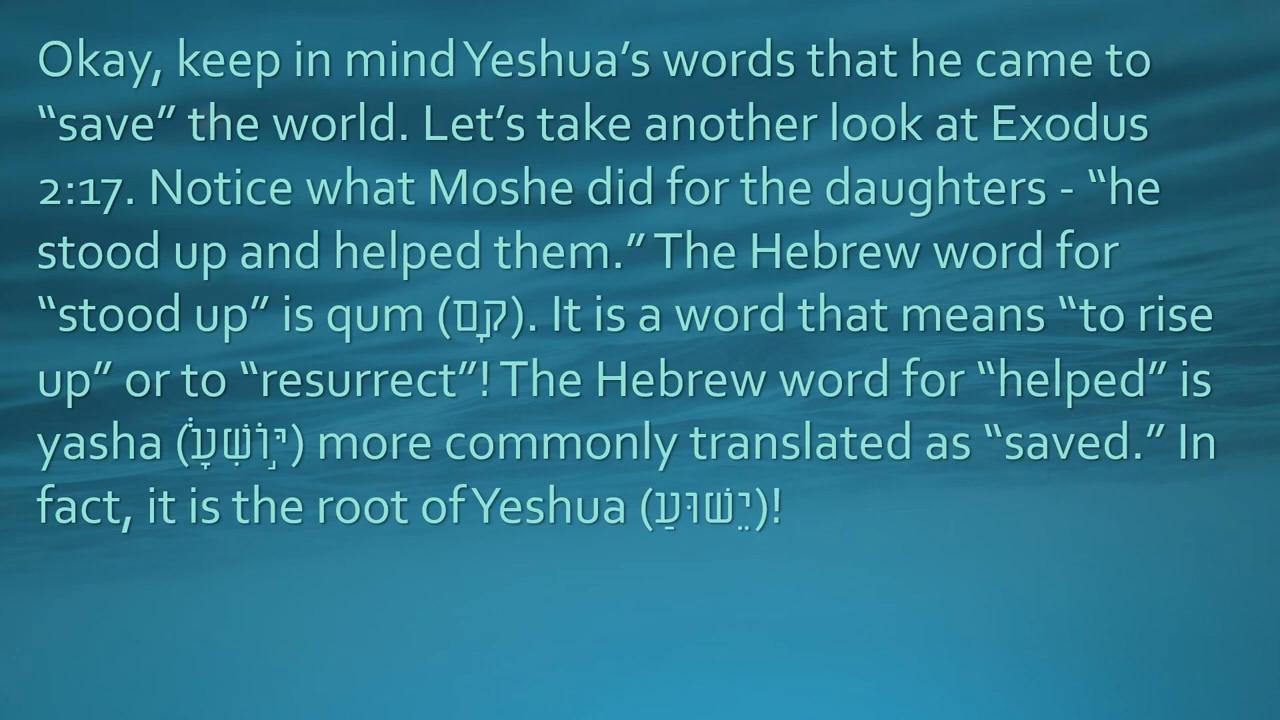 Okay, keep in mind Yeshua’s words that he came to
“save” the world. Let’s take another look at Exodus
2:17. Notice what Moshe did for the daughters - “he
stood up and helped them.” The Hebrew word for
“stood up” is qum (קָם). It is a word that means “to rise
up” or to “resurrect”! The Hebrew word for “helped” is
yasha (יּ֣וֹשִׁעָ֔) more commonly translated as “saved.” In
fact, it is the root of Yeshua (יֵשׁוּעַ)!